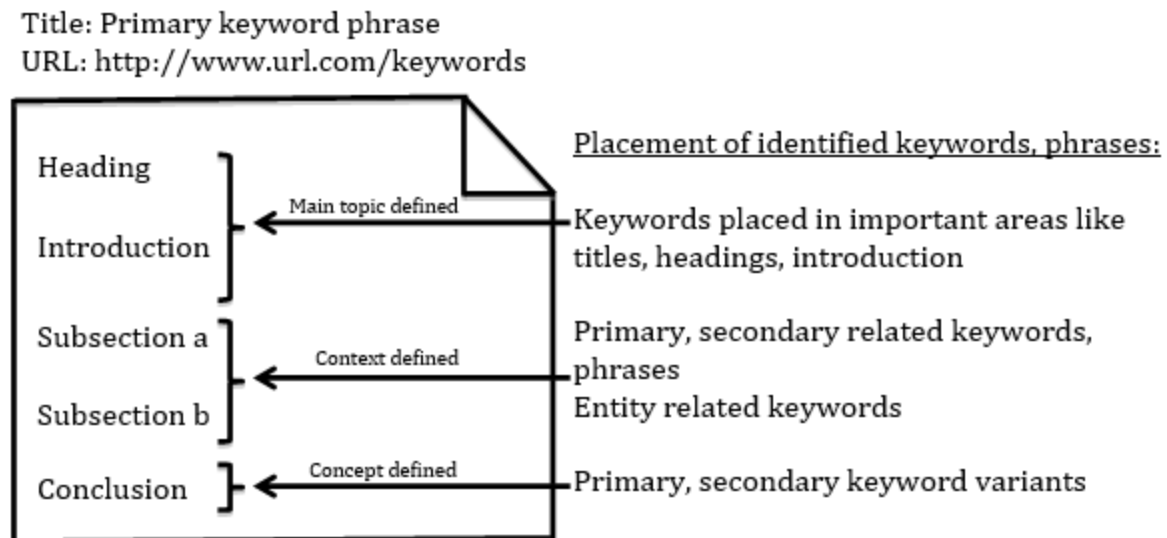 Title: Primary keyword phrase
URL: http://www.url.com/keywords
Placement of identified keywords, phrases:
Heading
Main topic defined
Introduction
Keywords placed in important areas like
titles, headings, introduction
Subsection a
Context defined
Subsection b
Primary, secondary related keywords,
phrases
Entity related keywords
Conclusion
Concept defined
Primary, secondary keyword variants